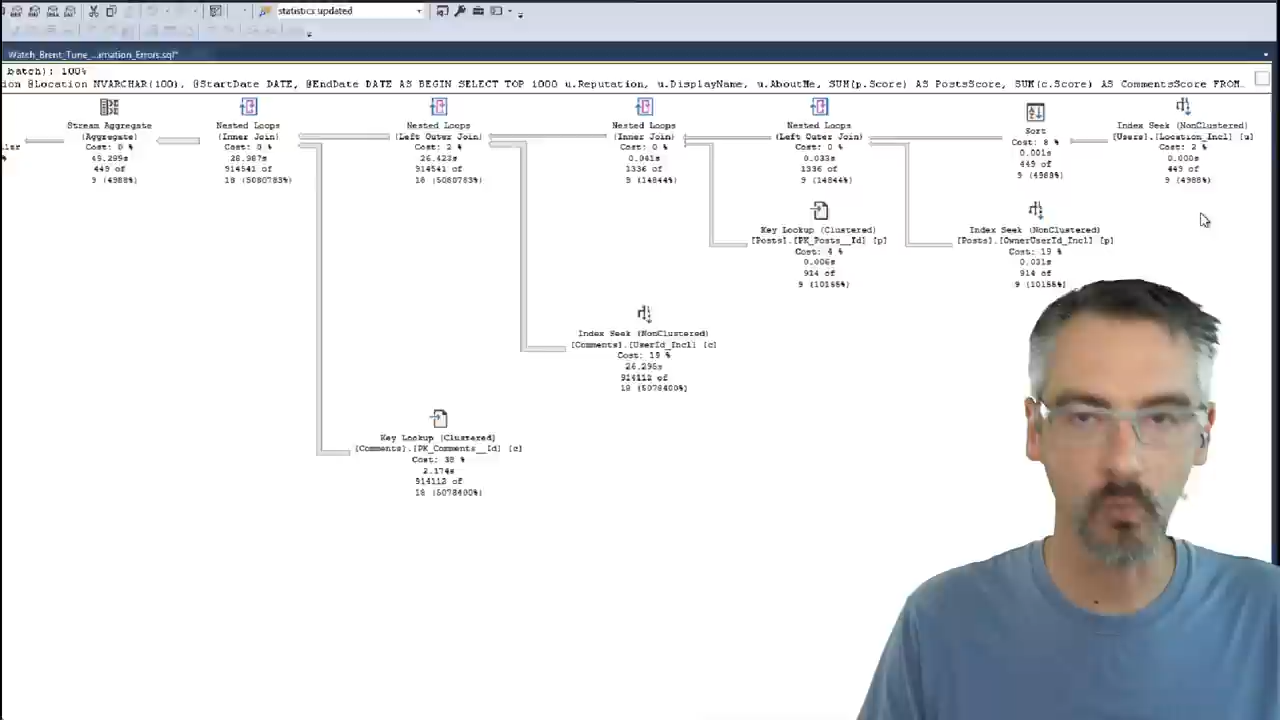 statistics:updated
Watch_Brent_Tune_...imation_Errors.sql*
batch): 100%
ion @Location NVARCHAR(100), @StartDate DATE, @EndDate DATE AS BEGIN SELECT TOP 1000 u.Reputation, u.DisplayName, u.AboutMe, SUM(p.Score) AS PostsScore, SUM(c.Score) AS CommentsScore FROM...
Stream Aggregate
(Aggregate)
Cost: 0 %
49.299s
449 of
9 (4988%)
Nested Loops
(Inner Join)
Cost: 0 %
28.987s
914541 of
18 (5080783%)
Nested Loops
(Left Outer Join)
Cost: 2 %
26.423s
914541 of
18 (5080783%)
Nested Loops
(Inner Join)
Cost: 0 %
0.041s
1336 of
9 (14844%)
Nested Loops
(Left Outer Join)
Cost: 0 %
0.033s
1336 of
9 (14844%)
Sort
Cost: 8 %
0.001s
449 of
9 (4988%)
Index Seek (NonClustered)
[Users].[Location_Incl] [u]
Cost: 2 %
0.000s
449 of
9 (4988%)
Key Lookup (Clustered)
[Posts].[PK_Posts__Id] [p]
Cost: 4 %
0.006s
914 of
9 (10155%)
Index Seek (NonClustered)
[Posts].[OwnerUserId_Incl] [p]
Cost: 19 %
0.031s
914 of
9 (10155%)
Index Seek (NonClustered)
[Comments].[UserId_Incl] [c]
Cost: 19 %
26.295s
914112 of
18 (5078400%)
Key Lookup (Clustered)
[Comments].[PK_Comments__Id] [c]
Cost: 38 %
2.174s
914112 of
18 (5078400%)